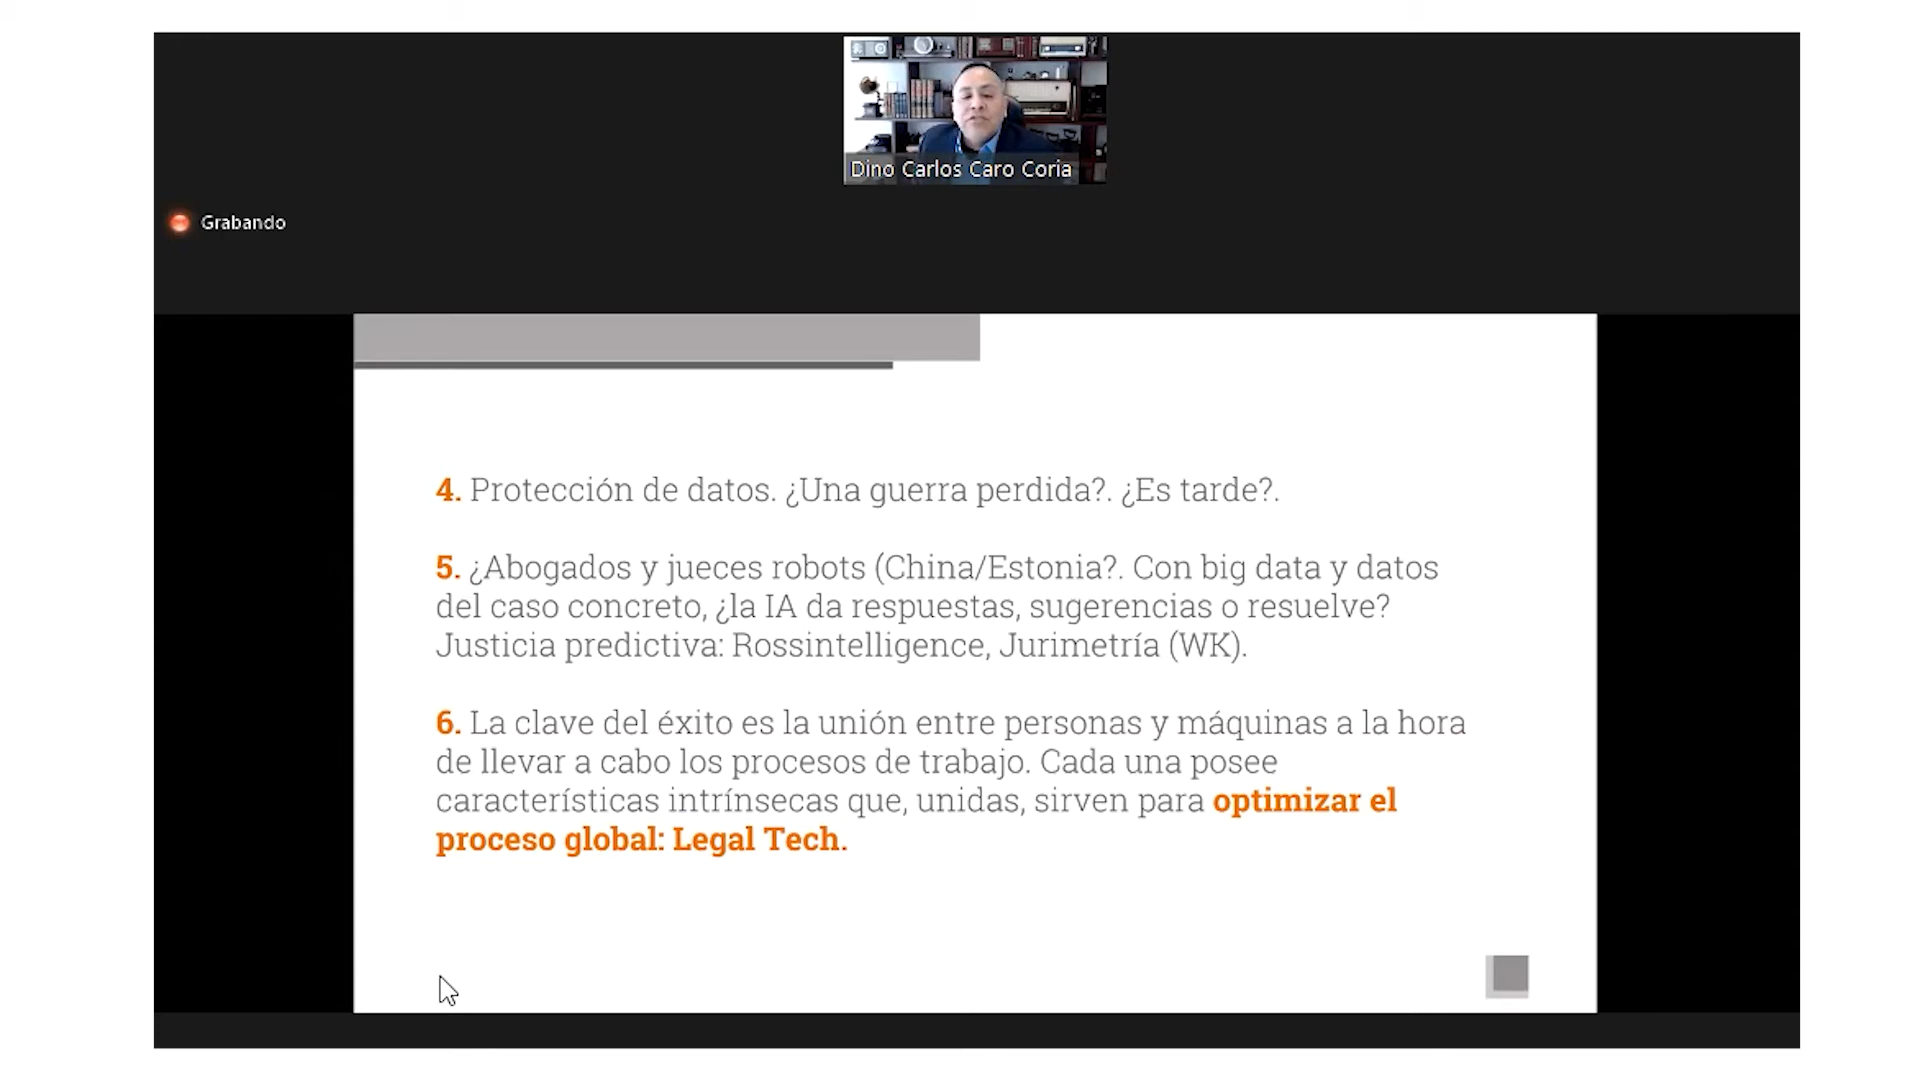 Dino Carlos Caro Coria
Grabando
4. Protección de datos. ¿Una guerra perdida?. ¿Es tarde?.
5. ¿Abogados y jueces robots (China/Estonia?. Con big data y datos
del caso concreto, ¿la IA da respuestas, sugerencias o resuelve?
Justicia predictiva: Rossintelligence, Jurimetría (WK).
6. La clave del éxito es la unión entre personas y máquinas a la hora
de llevar a cabo los procesos de trabajo. Cada una posee
características intrínsecas que, unidas, sirven para optimizar el
proceso global: Legal Tech.